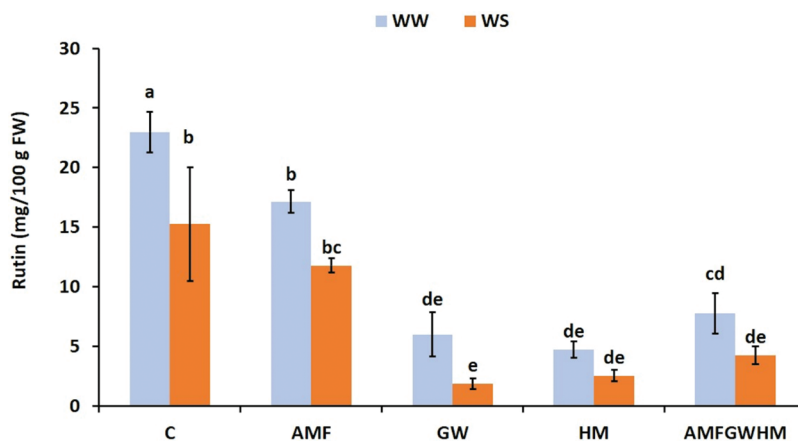 WW WS
Rutin (mg/100 g FW)
30
25
20
15
10
5
0
a
b
b
bc
de
e
de
de
cd
de
C AMF GW HM AMFGWHM